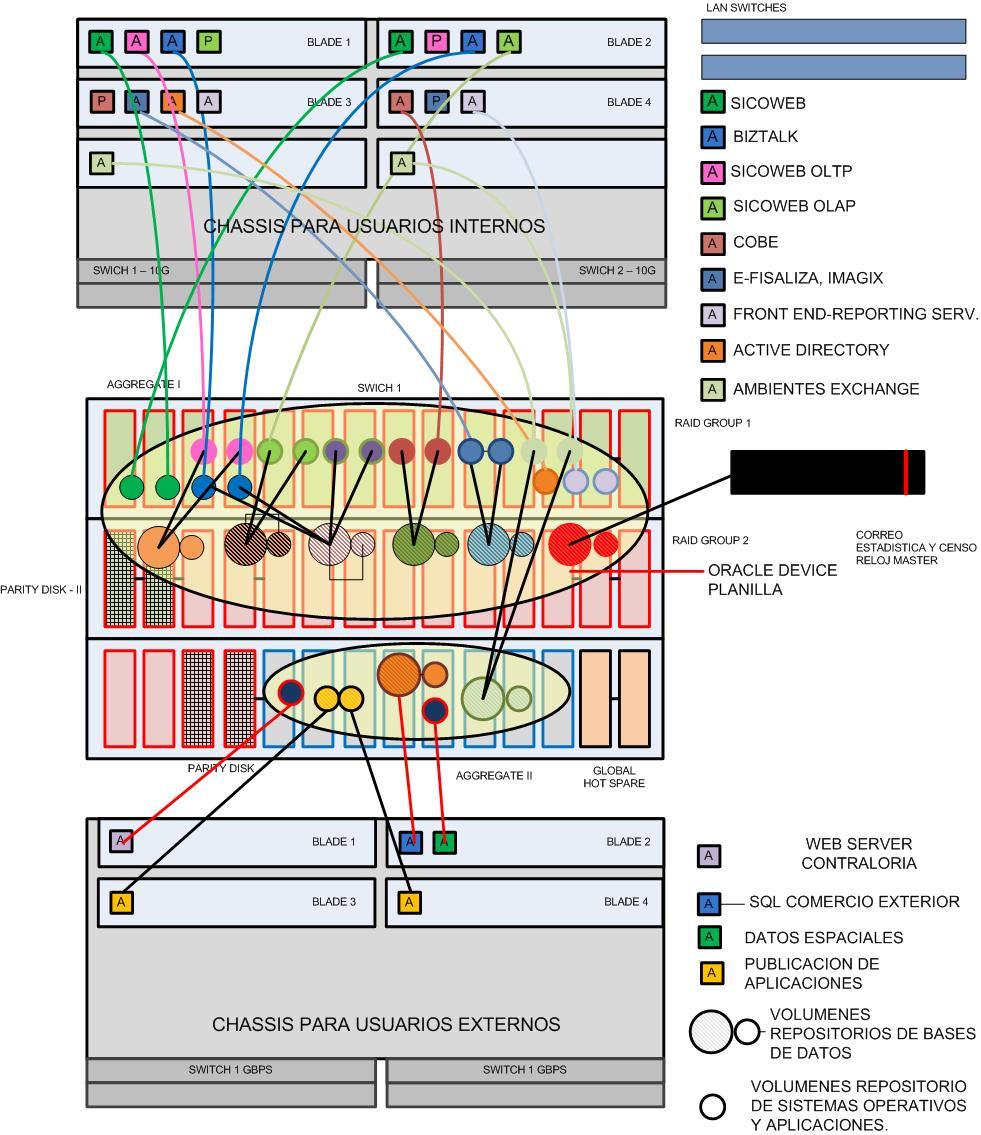 LAN SWITCHES
A A A P BLADE 1
A P A A BLADE 2
P A A A BLADE 3
A P A BLADE 4
A
A
CHASSIS PARA USUARIOS INTERNOS
SWICH 1 – 10G
SWICH 2 – 10G
A SICOWEB
A BIZTALK
A SICOWEB OLTP
A SICOWEB OLAP
A COBE
A E-FISALIZA, IMAGIX
A FRONT END-REPORTING SERV.
A ACTIVE DIRECTORY
A AMBIENTES EXCHANGE
AGGREGATE I
SWICH 1
RAID GROUP 1
RAID GROUP 2
CORREO
ESTADISTICA Y CENSO
RELOJ MASTER
ORACLE DEVICE
PLANILLA
PARITY DISK - II
PARITY DISK
AGGREGATE II
GLOBAL
HOT SPARE
A BLADE 1
A A BLADE 2
A BLADE 3
A BLADE 4
CHASSIS PARA USUARIOS EXTERNOS
SWITCH 1 GBPS
SWITCH 1 GBPS
A WEB SERVER
CONTRALORIA
A SQL COMERCIO EXTERIOR
A DATOS ESPACIALES
A PUBLICACION DE
APLICACIONES
VOLUMENES
REPOSITORIOS DE BASES
DE DATOS
VOLUMENES REPOSITORIO
DE SISTEMAS OPERATIVOS
Y APLICACIONES.